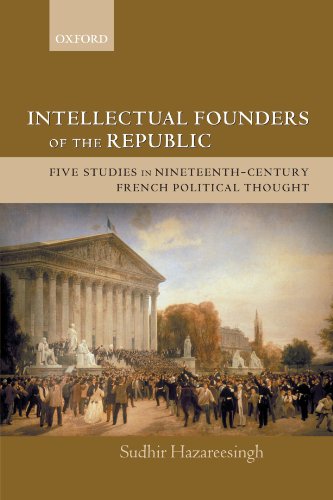 OXFORD
INTELLECTUAL FOUNDERS
OF THE REPUBLIC
FIVE STUDIES IN NINETEENTH-CENTURY
FRENCH POLITICAL THOUGHT
Sudhir Hazareesingh